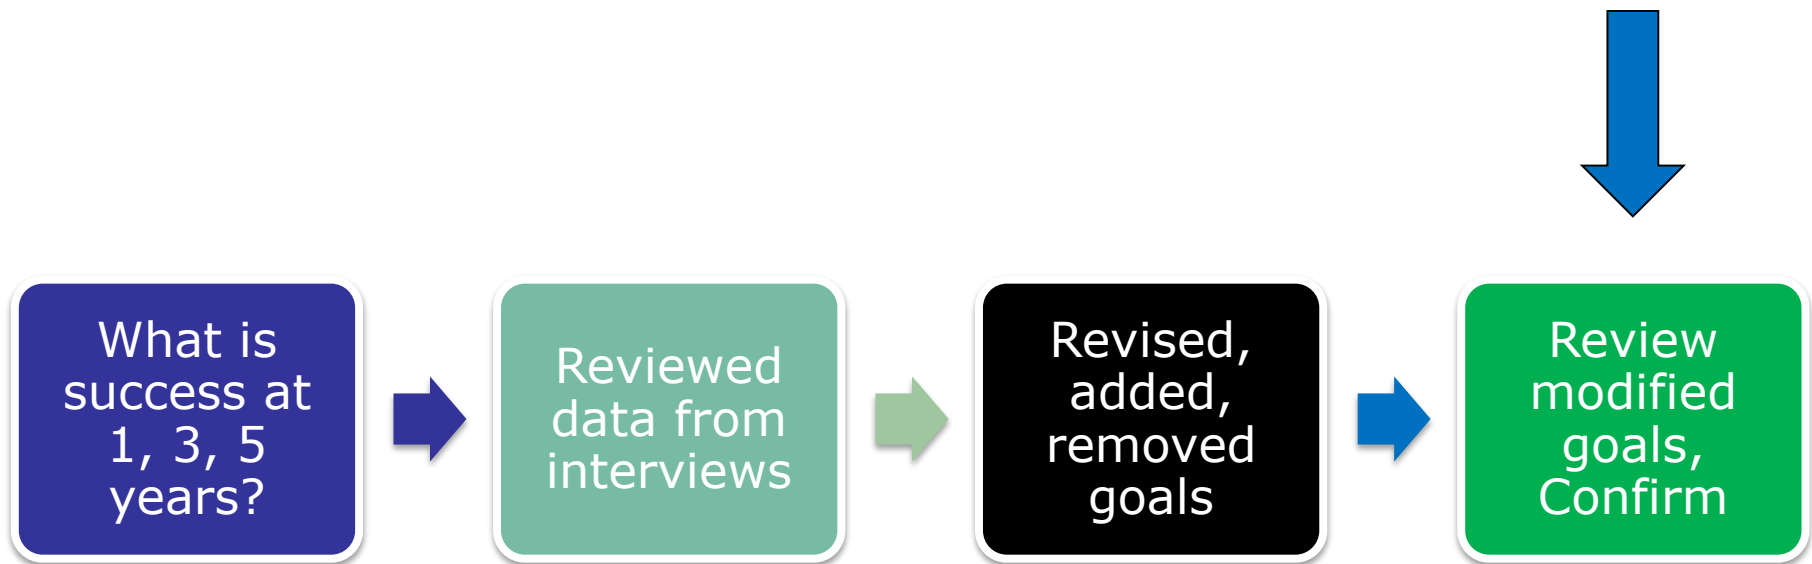 What is
success at
1, 3, 5
years?
Reviewed
data from
interviews
Revised,
added,
removed
goals
Review
modified
goals,
Confirm